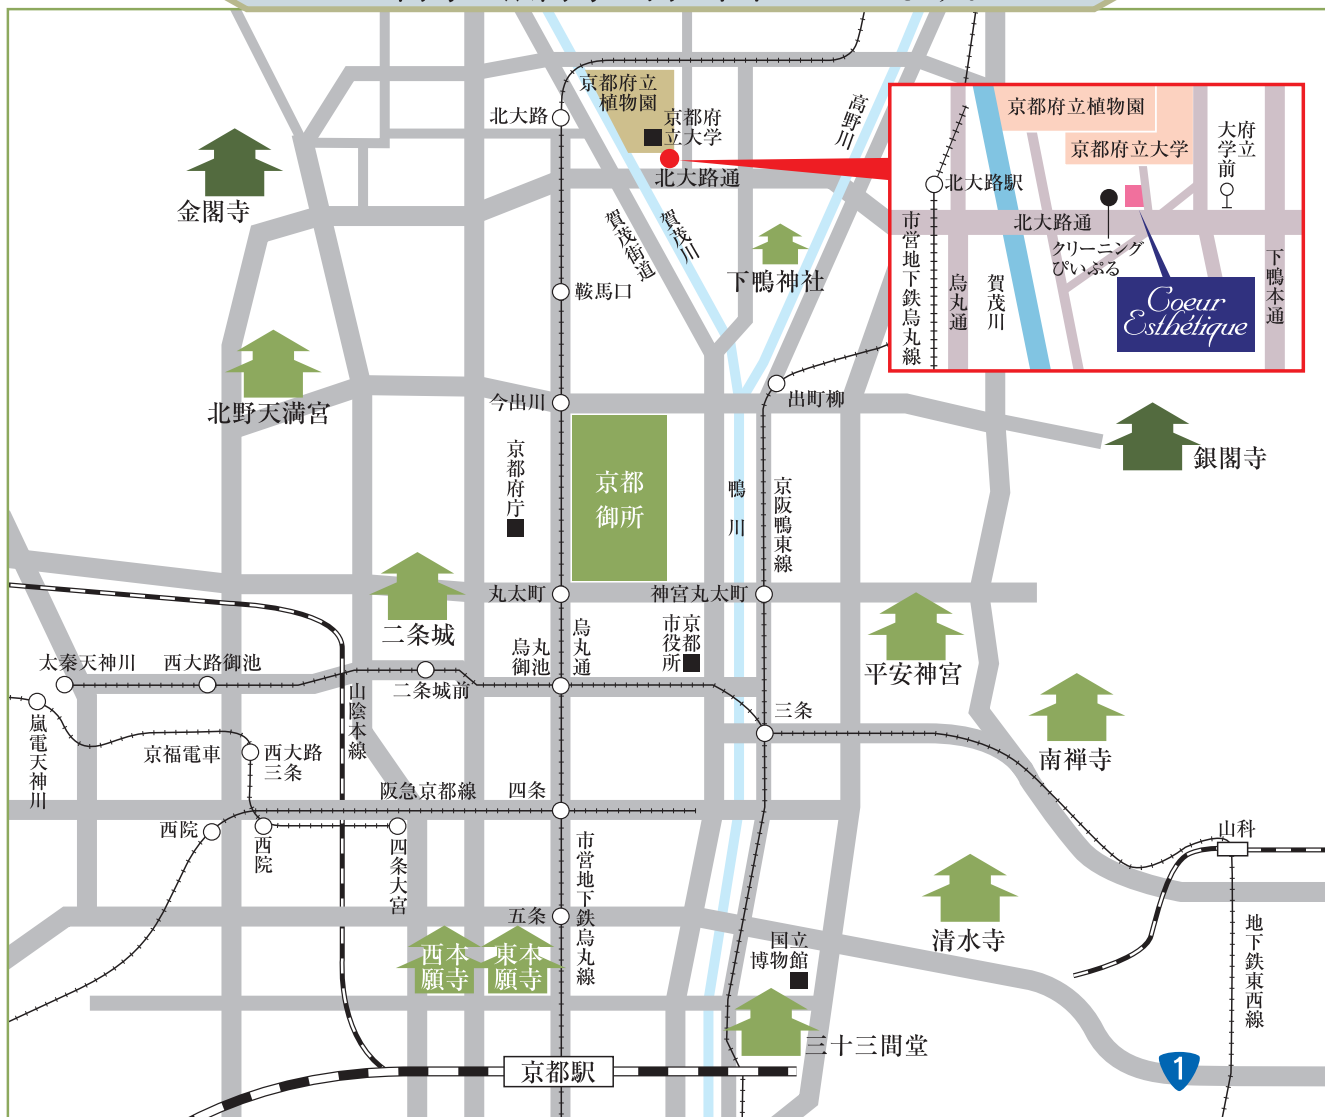 京都府立
植物園
京都府
立大学
北大路
北大路通
高野川
賀茂街道
賀茂川
金閣寺
下鴨神社
鞍馬口
京都府立植物園
京都府立大学
府立
大学前
北大路駅
北大路通
クリーニング
ぴいぷる
市営地下鉄烏丸線
烏丸通
賀茂川
下鴨本通
Coeur
Esthétique
北野天満宮
今出川
出町柳
銀閣寺
京都府庁
京都
御所
鴨川
京阪鴨東線
丸太町
神宮丸太町
二条城
烏丸
御池
烏丸通
京都
市役所
平安神宮
太秦天神川
西大路御池
二条城前
山陰本線
三条
嵐電天神川
京福電車
西大路
三条
南禅寺
阪急京都線
四条
西院
西院
四条大宮
市営地下鉄烏丸線
山科
五条
清水寺
西本
願寺
東本
願寺
国立
博物館
地下鉄東西線
三十三間堂
京都駅
1